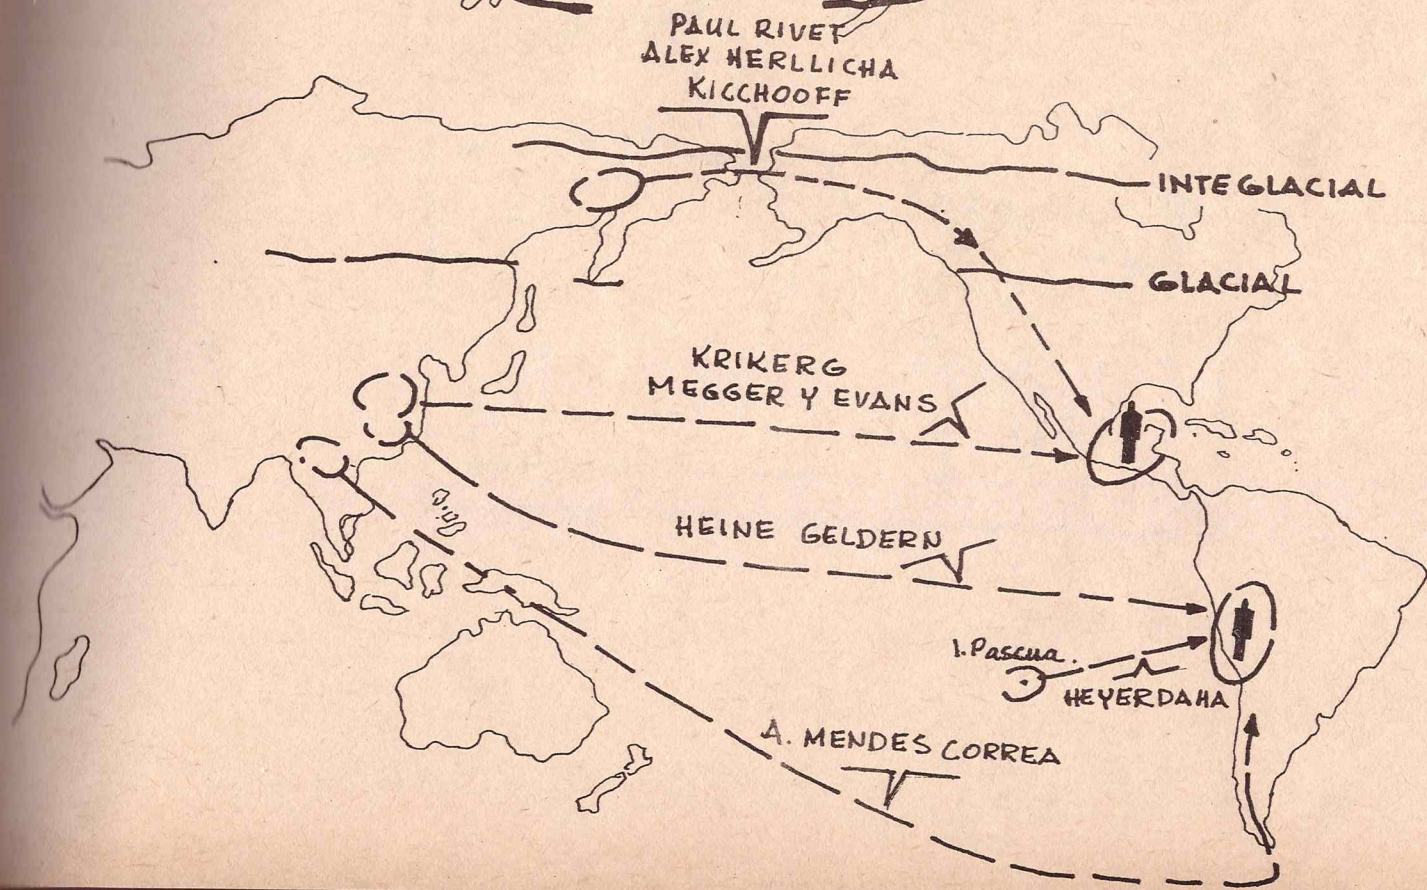 PAUL RIVET
ALEX HERLLICHA
KICCHOOFF
INTEGLACIAL
GLACIAL
KRIKERG
MEGGER Y EVANS
HEINE GELDERN
I. Pascua.
HEYERDAHA
A. MENDES CORREA